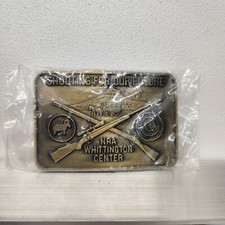 SHOOTING FOR OUR FUTURE
NRA
WHITTINGTON
CENTER